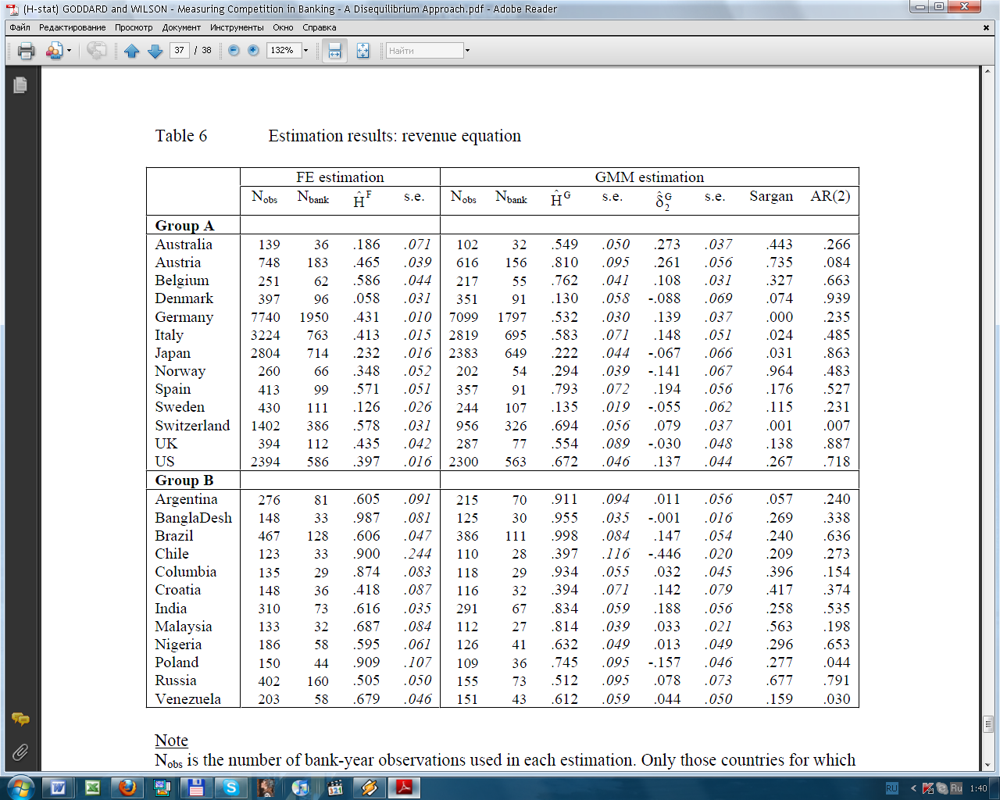 (H-stat) GODDARD and WILSON - Measuring Competition in Banking - A Disequilibrium Approach.pdf - Adobe Reader
Файл Редактирование Просмотр Документ Инструменты Окно Справка
37 / 38 132% Найти
Table 6 Estimation results: revenue equation
FE estimation GMM estimation
Nobs Nbank ĤF s.e. Nobs Nbank ĤG s.e. δ̂2G s.e. Sargan AR(2)
Group A
Australia 139 36 .186 .071 102 32 .549 .050 .273 .037 .443 .266
Austria 748 183 .465 .039 616 156 .810 .095 .261 .056 .735 .084
Belgium 251 62 .586 .044 217 55 .762 .041 .108 .031 .327 .663
Denmark 397 96 .058 .031 351 91 .130 .058 -.088 .069 .074 .939
Germany 7740 1950 .431 .010 7099 1797 .532 .030 .139 .037 .000 .235
Italy 3224 763 .413 .015 2819 695 .583 .071 .148 .051 .024 .485
Japan 2804 714 .232 .016 2383 649 .222 .044 -.067 .066 .031 .863
Norway 260 66 .348 .052 202 54 .294 .039 -.141 .067 .964 .483
Spain 413 99 .571 .051 357 91 .793 .072 .194 .056 .176 .527
Sweden 430 111 .126 .026 244 107 .135 .019 -.055 .062 .115 .231
Switzerland 1402 386 .578 .031 956 326 .694 .056 .079 .037 .001 .007
UK 394 112 .435 .042 287 77 .554 .089 -.030 .048 .138 .887
US 2394 586 .397 .016 2300 563 .672 .046 .137 .044 .267 .718
Group B
Argentina 276 81 .605 .091 215 70 .911 .094 .011 .056 .057 .240
BanglaDesh 148 33 .987 .081 125 30 .955 .035 -.001 .016 .269 .338
Brazil 467 128 .606 .047 386 111 .998 .084 .147 .054 .240 .636
Chile 123 33 .900 .244 110 28 .397 .116 -.446 .020 .209 .273
Columbia 135 29 .874 .083 118 29 .934 .055 .032 .045 .396 .154
Croatia 148 36 .418 .087 116 32 .394 .071 .142 .079 .417 .374
India 310 73 .616 .035 291 67 .834 .059 .188 .056 .258 .535
Malaysia 133 32 .687 .084 112 27 .814 .039 .033 .021 .563 .198
Nigeria 186 58 .595 .061 126 41 .632 .049 .013 .049 .296 .653
Poland 150 44 .909 .107 109 36 .745 .095 -.157 .046 .277 .044
Russia 402 160 .505 .050 155 73 .512 .095 .078 .073 .677 .791
Venezuela 203 58 .679 .046 151 43 .612 .059 .044 .050 .159 .030
Note
Nobs is the number of bank-year observations used in each estimation. Only those countries for which
RU Ru 1:40